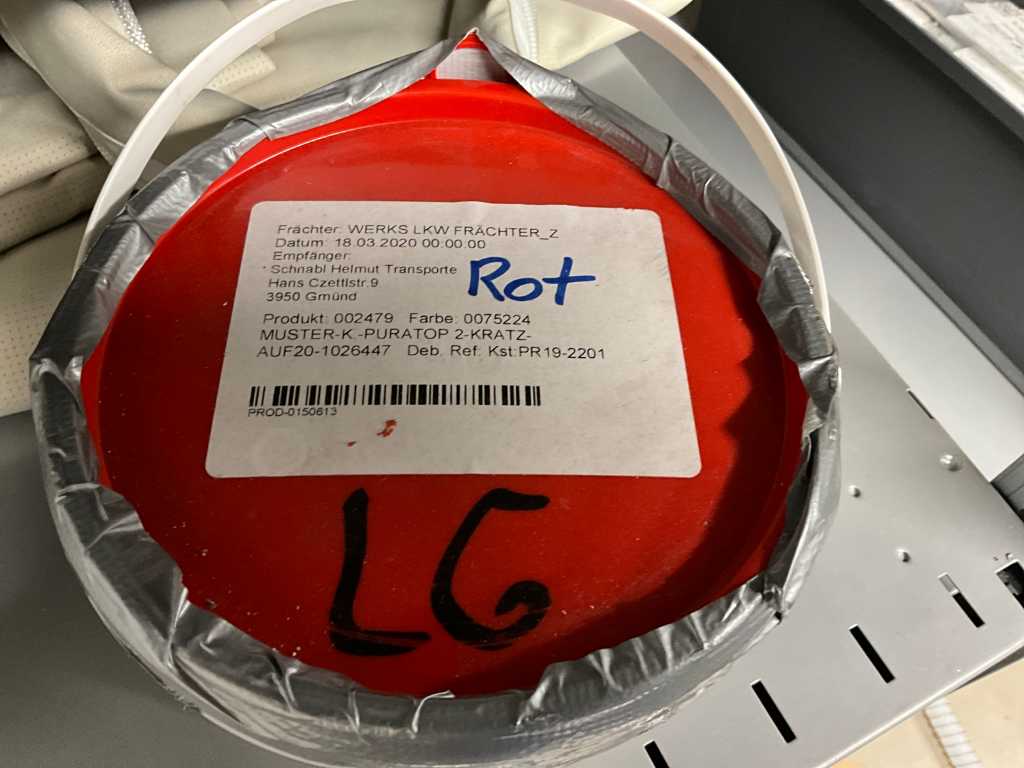 Frächter: WERKS LKW FRÄCHTER_Z
Datum: 18.03.2020 00:00:00
Empfänger:
Schnabl Helmut Transporte
Hans Czettlstr.9
3950 Gmünd
Rot
Produkt: 002479 Farbe: 0075224
MUSTER-K.-PURATOP 2-KRATZ-
AUF20-1026447 Deb. Ref: Kst:PR19-2201
PROD-0150613
LG